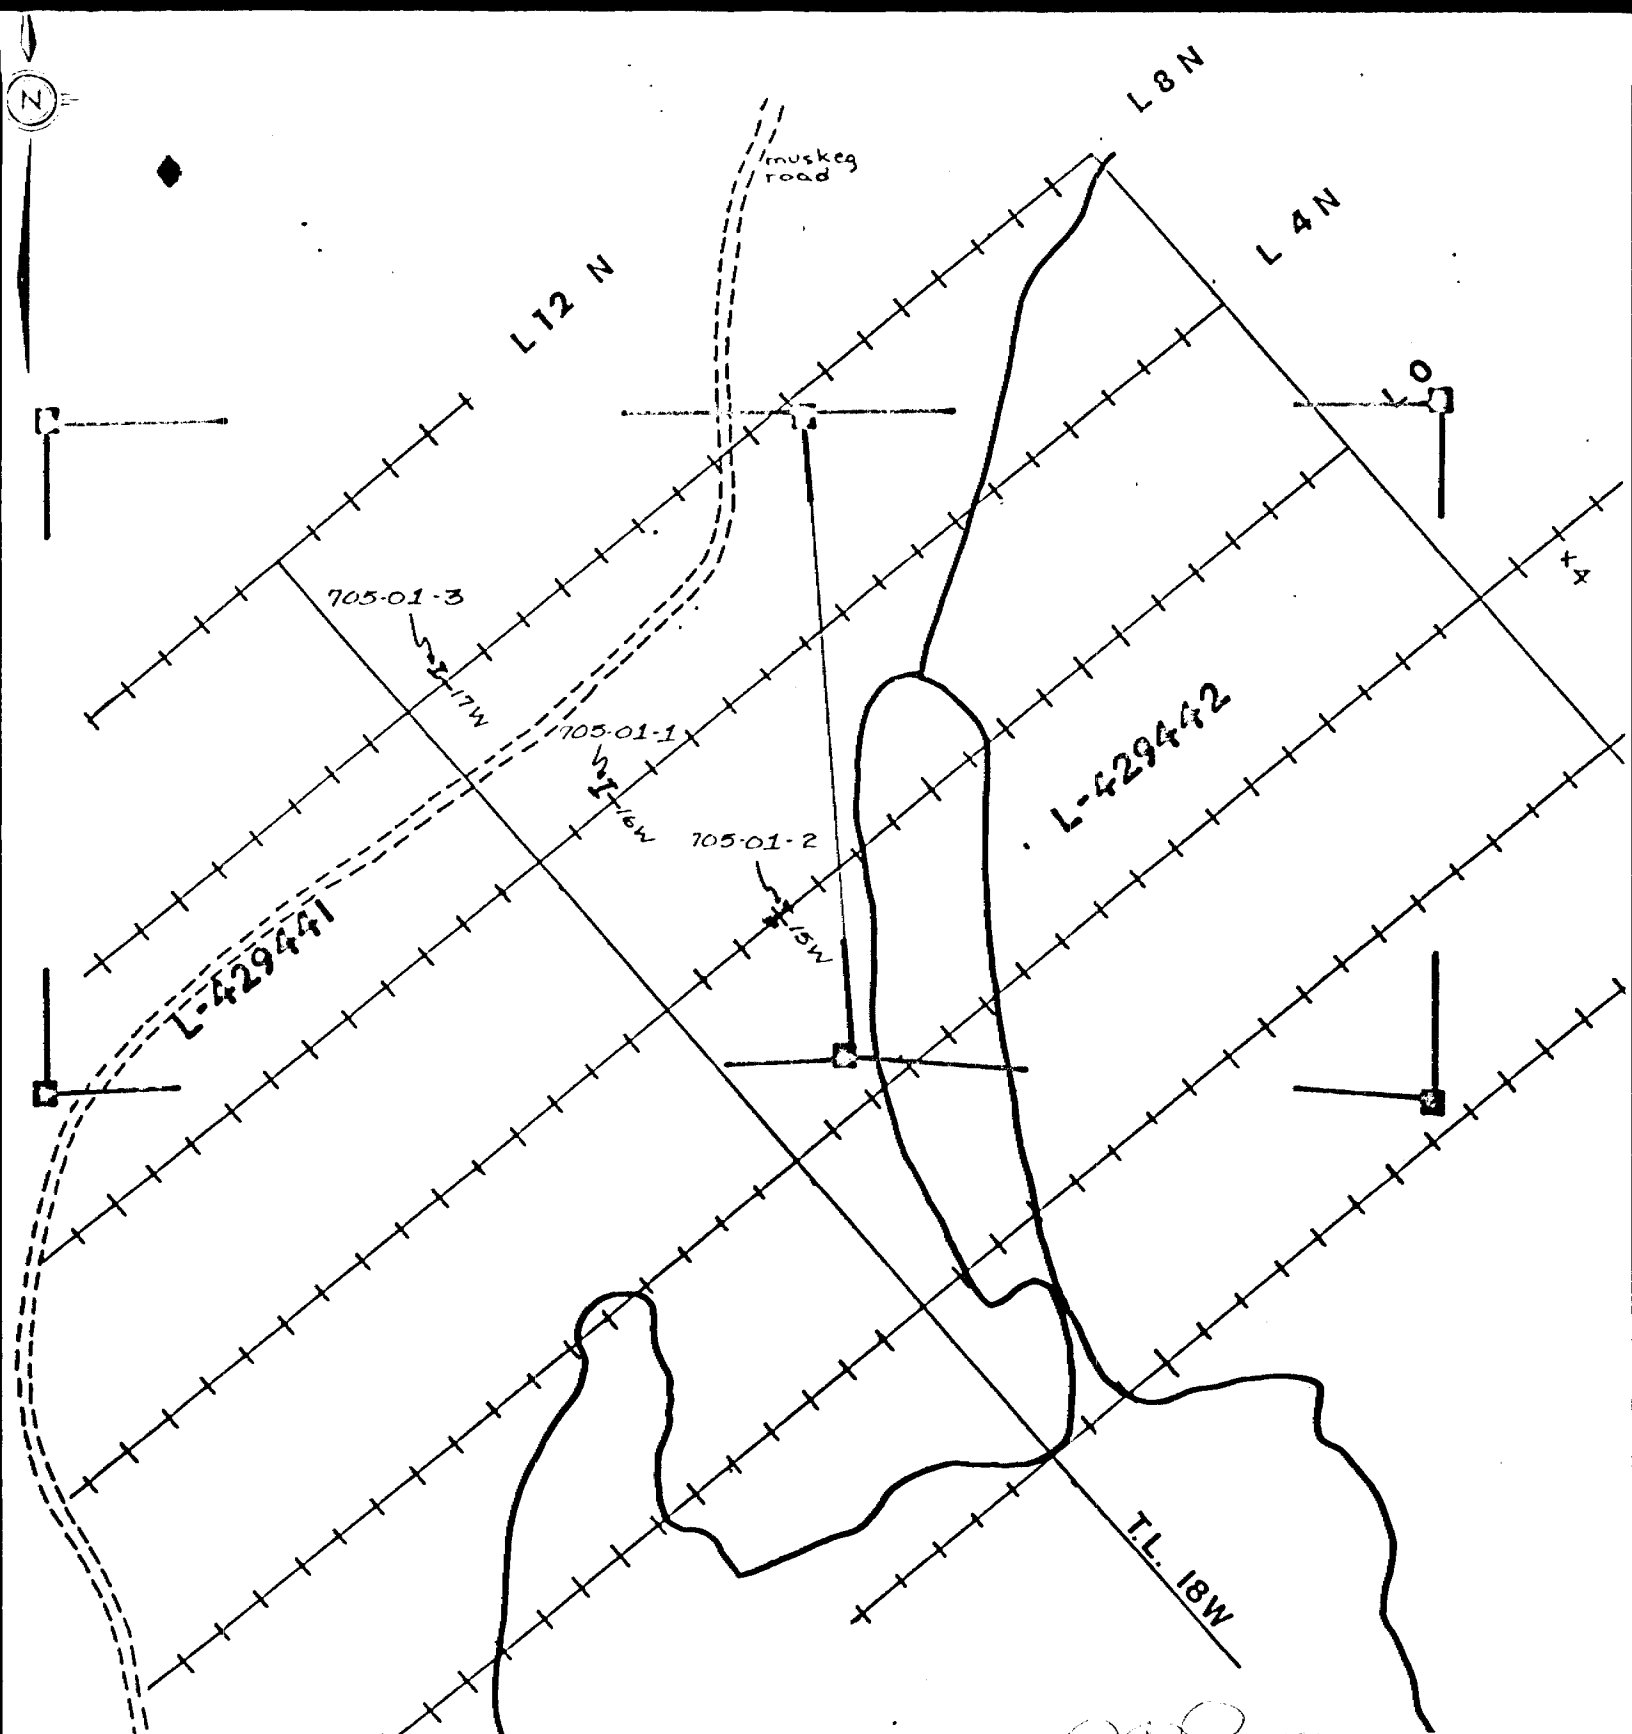 N
L 8 N
muskeg
road
L 4 N
L 12 N
L 0
705-01-3
17W
705-01-1
16W
705-01-2
15W
L-429442
L-429441
T.L. 18W